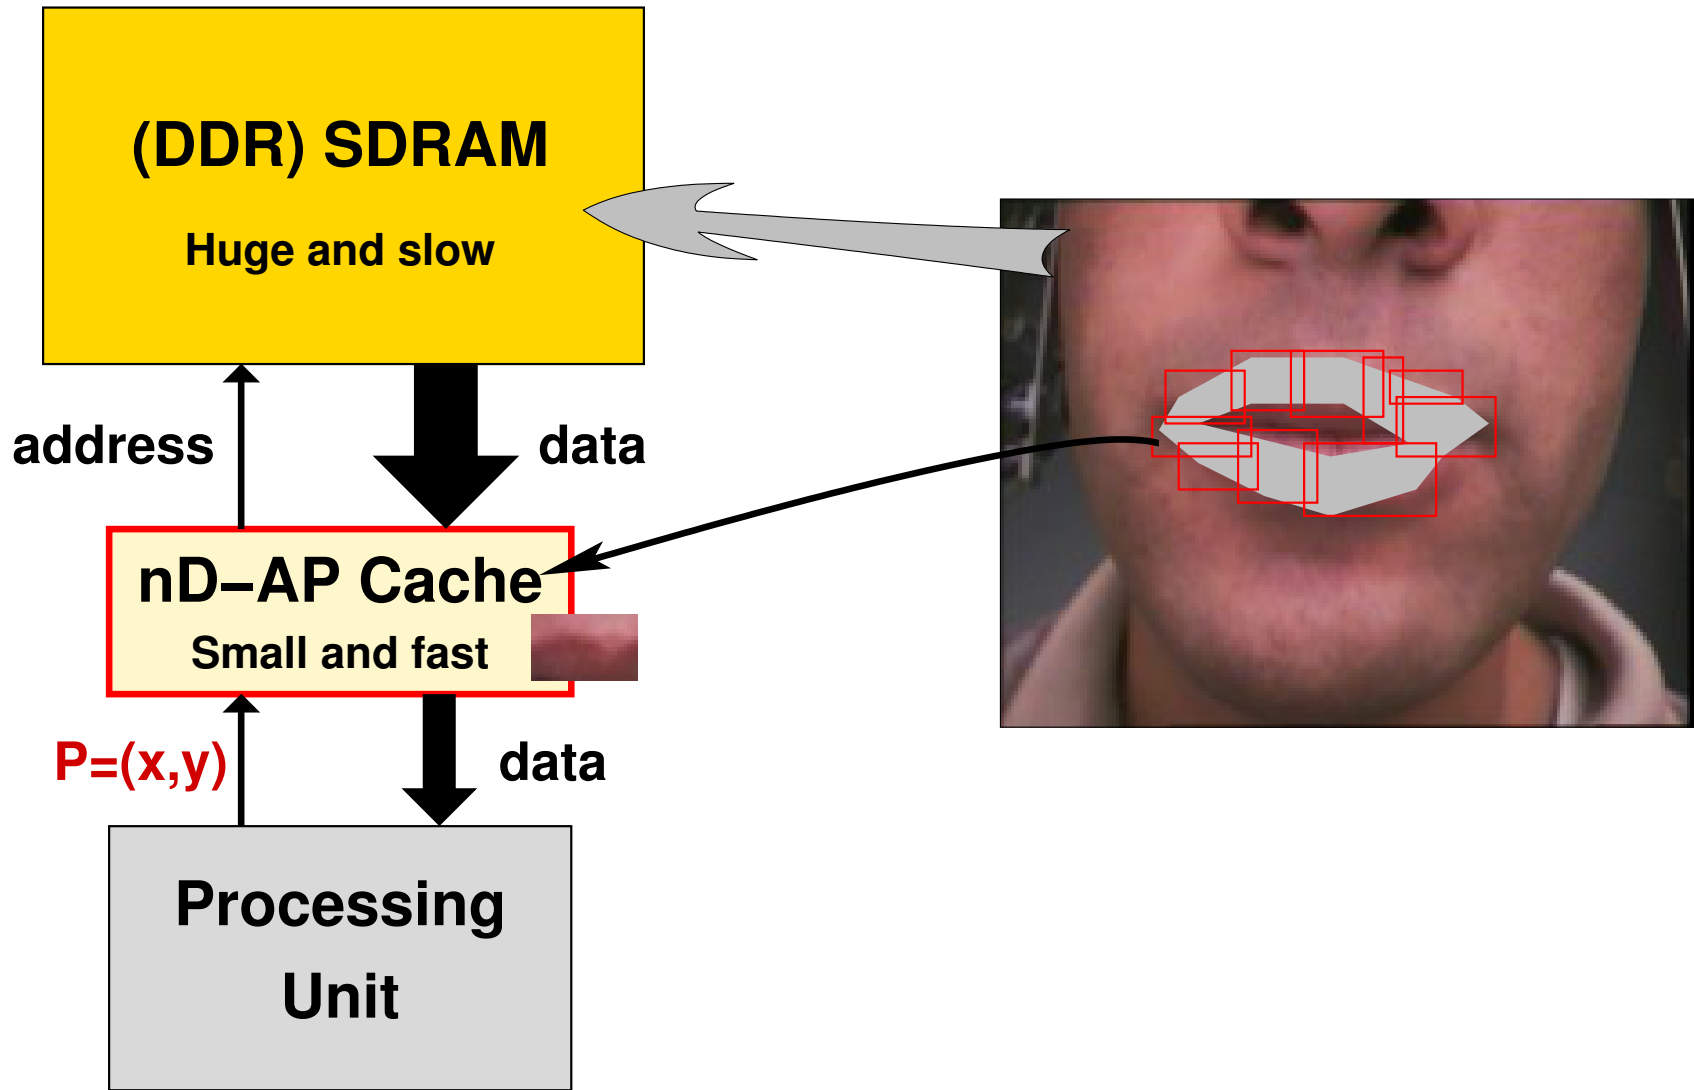 (DDR) SDRAM
Huge and slow
address
data
nD–AP Cache
Small and fast
P=(x,y)
data
Processing
Unit